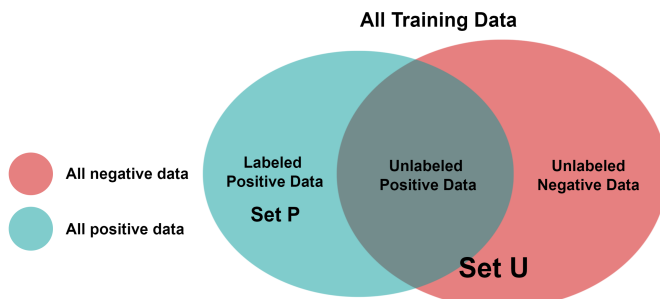 All Training Data
All negative data
All positive data
Labeled
Positive Data
Set P
Unlabeled
Positive Data
Unlabeled
Negative Data
Set U